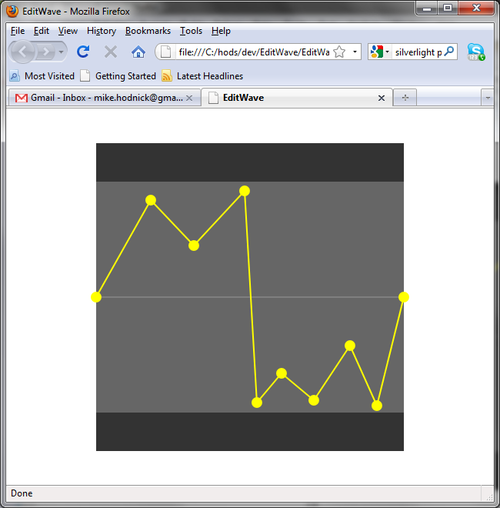 EditWave - Mozilla Firefox
File Edit View History Bookmarks Tools Help
file:///C:/hods/dev/EditWave/EditWa silverlight p
Most Visited Getting Started Latest Headlines
Gmail - Inbox - mike.hodnick@gma... EditWave
Done